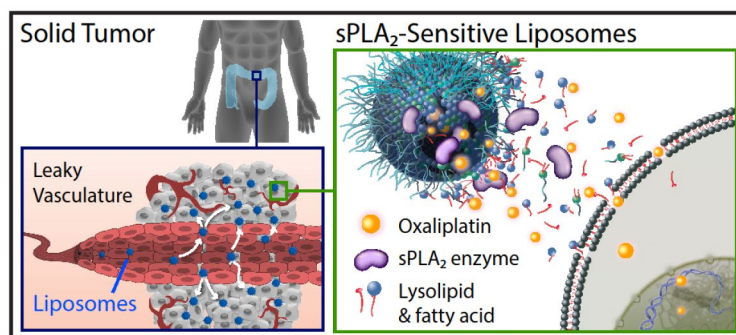 Solid Tumor
sPLA₂-Sensitive Liposomes
Leaky
Vasculature
Liposomes
Oxaliplatin
sPLA₂ enzyme
Lysolipid
& fatty acid